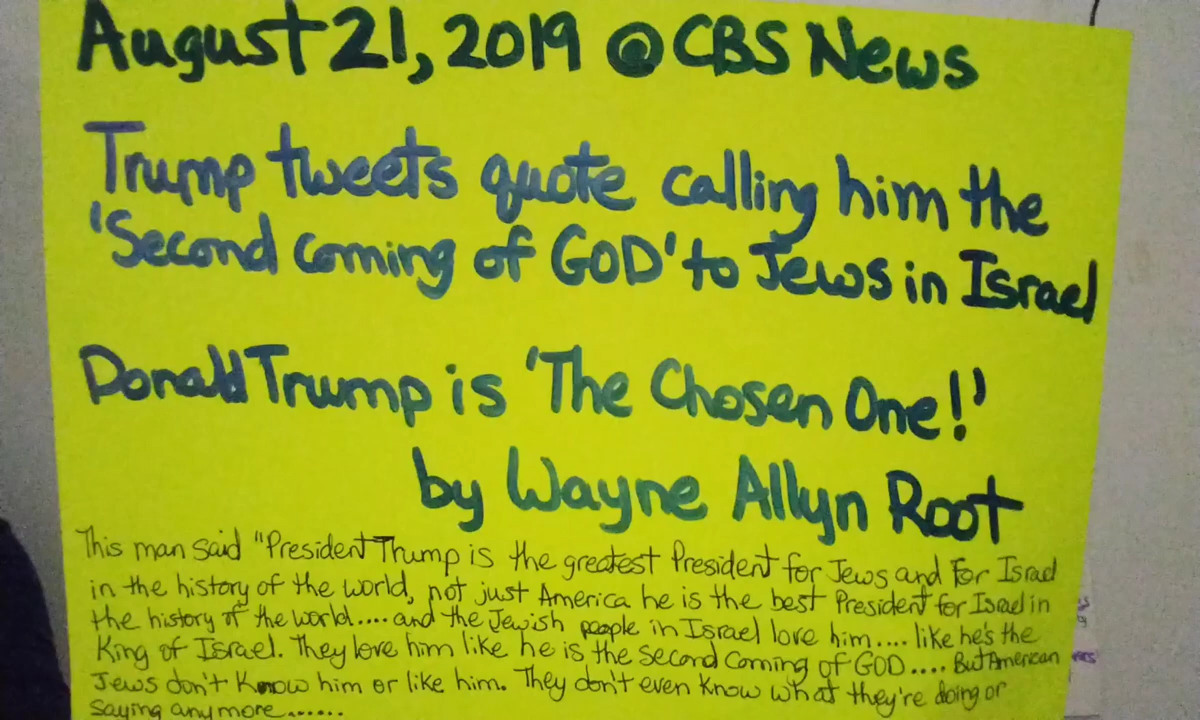 August 21, 2019 @ CBS News
Trump tweets quote calling him the
'Second coming of GOD' to Jews in Israel
Donald Trump is 'The Chosen One!'
by Wayne Allyn Root
This man said "President Trump is the greatest President for Jews and For Israel
in the history of the world, not just America he is the best President for Israel in
the history of the world.... and the Jewish people in Israel love him.... like he's the
King of Israel. They love him like he is the second coming of GOD.... But American
Jews don't know him or like him. They don't even know what they're doing or
saying anymore.......